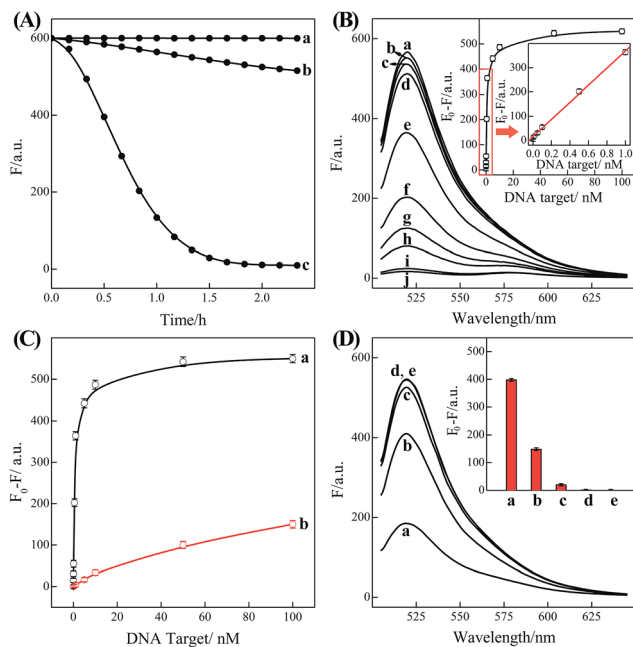 (A)
600
400
200
0
F/a.u.
a
b
c
0.0 0.5 1.0 1.5 2.0
Time/h
(B)
600
400
200
0
F/a.u.
a
b
c
d
e
f
g
h
i
j
525 550 575 600 625
Wavelength/nm
500
400
300
200
100
0
F0-F/a.u.
0 20 40 60 80 100
DNA target/ nM
300
200
100
0
F0-F/a.u.
0.0 0.2 0.4 0.6 0.8 1.0
DNA target/ nM
(C)
500
400
300
200
100
0
F0-F/ a.u.
a
b
0 20 40 60 80 100
DNA Target/ nM
(D)
600
400
200
0
F/a.u.
d, e
c
b
a
525 550 575 600 625
Wavelength/nm
400
300
200
100
0
F0-F/ a.u.
a b c d e